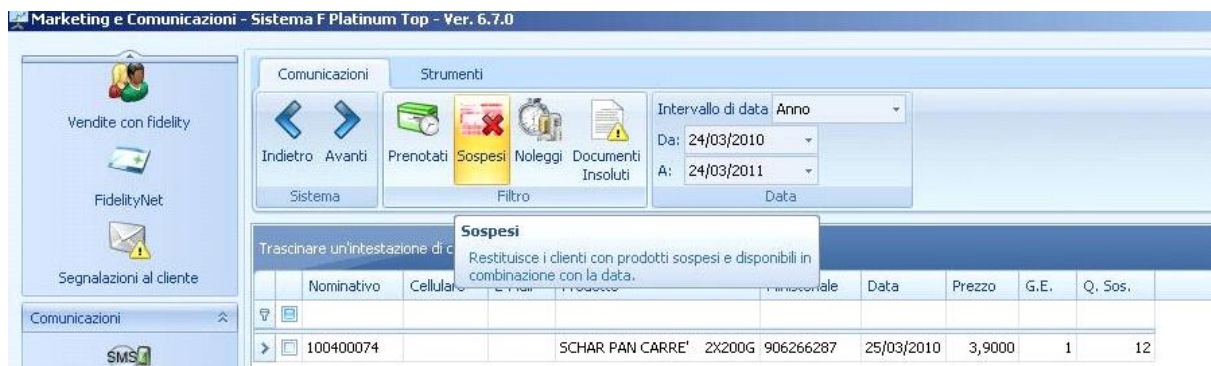 Marketing e Comunicazioni - Sistema F Platinum Top - Ver. 6.7.0
Comunicazioni Strumenti
Vendite con fidelity
FidelityNet
Segnalazioni al cliente
Comunicazioni
SMS
Indietro Avanti
Sistema
Prenotati Sospesi Noleggi Documenti
Insoluti
Filtro
Intervallo di data Anno
Da: 24/03/2010
A: 24/03/2011
Data
Sospesi
Restituisce i clienti con prodotti sospesi e disponibili in
combinazione con la data.
Trascinare un'intestazione di c
Nominativo Data Prezzo G.E. Q. Sos.
100400074 SCHAR PAN CARRE' 2X200G 906266287 25/03/2010 3,9000 1 12